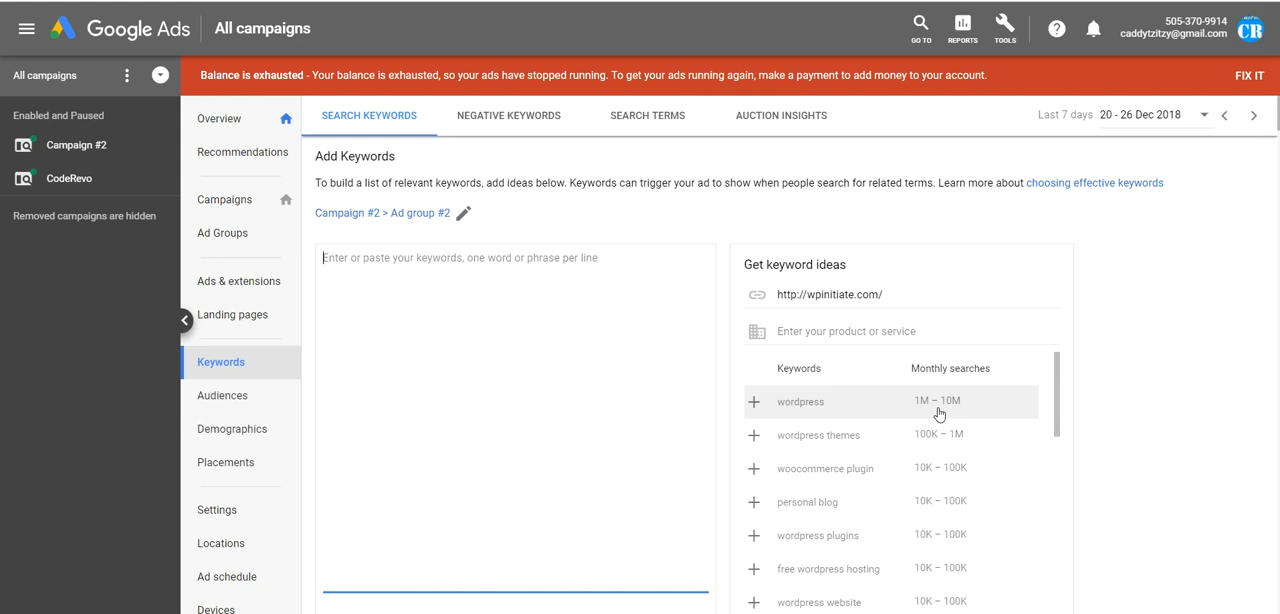 Google Ads
All campaigns
GO TO
REPORTS
TOOLS
505-370-9914
caddytzitzy@gmail.com
CB
All campaigns
Balance is exhausted - Your balance is exhausted, so your ads have stopped running. To get your ads running again, make a payment to add money to your account.
FIX IT
Enabled and Paused
Campaign #2
CodeRevo
Removed campaigns are hidden
Overview
Recommendations
Campaigns
Ad Groups
Ads & extensions
Landing pages
Keywords
Audiences
Demographics
Placements
Settings
Locations
Ad schedule
Devices
SEARCH KEYWORDS
NEGATIVE KEYWORDS
SEARCH TERMS
AUCTION INSIGHTS
Last 7 days 20 - 26 Dec 2018
Add Keywords
To build a list of relevant keywords, add ideas below. Keywords can trigger your ad to show when people search for related terms. Learn more about choosing effective keywords
Campaign #2 > Ad group #2
Enter or paste your keywords, one word or phrase per line
Get keyword ideas
http://wpinitiate.com/
Enter your product or service
Keywords Monthly searches
wordpress 1M – 10M
wordpress themes 100K – 1M
woocommerce plugin 10K – 100K
personal blog 10K – 100K
wordpress plugins 10K – 100K
free wordpress hosting 10K – 100K
wordpress website 10K – 100K